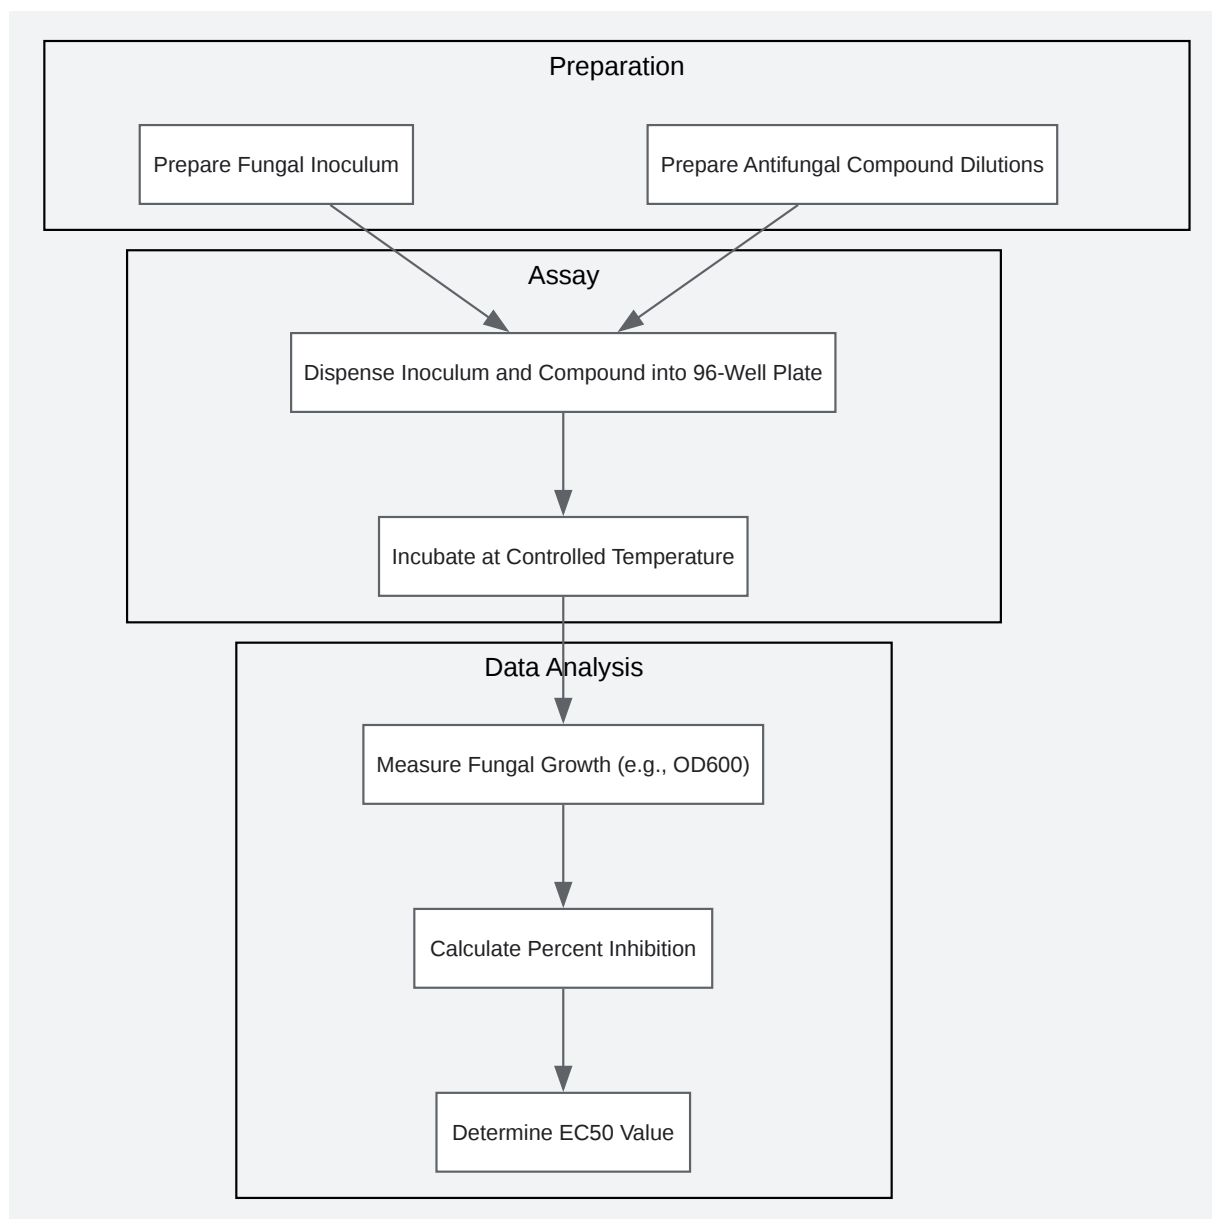 Preparation
Prepare Fungal Inoculum
Prepare Antifungal Compound Dilutions
Assay
Dispense Inoculum and Compound into 96-Well Plate
Incubate at Controlled Temperature
Data Analysis
Measure Fungal Growth (e.g., OD600)
Calculate Percent Inhibition
Determine EC50 Value